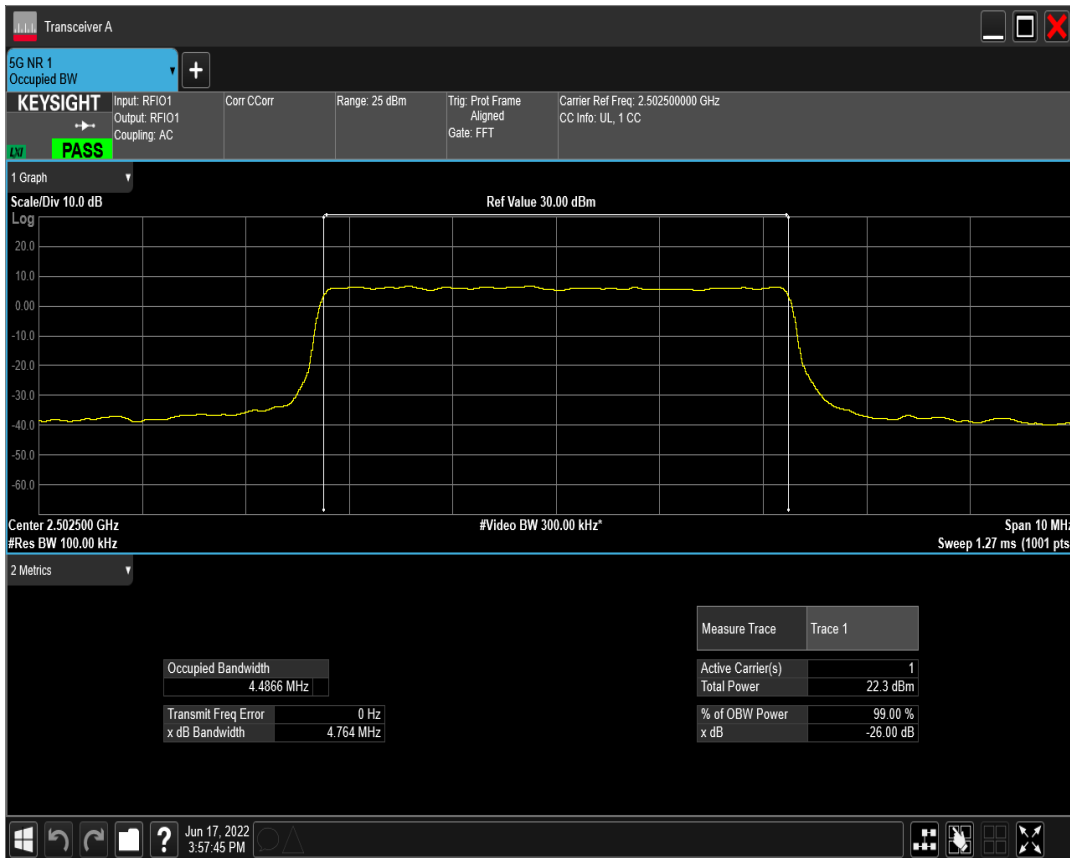 Transceiver A
5G NR 1
Occupied BW
KEYSIGHT
LXI
PASS
Input: RFIO1
Output: RFIO1
Coupling: AC
Corr CCorr
Range: 25 dBm
Trig: Prot Frame
Aligned
Gate: FFT
Carrier Ref Freq: 2.502500000 GHz
CC Info: UL, 1 CC
1 Graph
Scale/Div 10.0 dB
Ref Value 30.00 dBm
Log
20.0
10.0
0.00
-10.0
-20.0
-30.0
-40.0
-50.0
-60.0
Center 2.502500 GHz
#Video BW 300.00 kHz*
Span 10 MHz
#Res BW 100.00 kHz
Sweep 1.27 ms (1001 pts
2 Metrics
Measure Trace Trace 1
Occupied Bandwidth
4.4866 MHz
Active Carrier(s) 1
Total Power 22.3 dBm
Transmit Freq Error 0 Hz
x dB Bandwidth 4.764 MHz
% of OBW Power 99.00 %
x dB -26.00 dB
?
Jun 17, 2022
3:57:45 PM